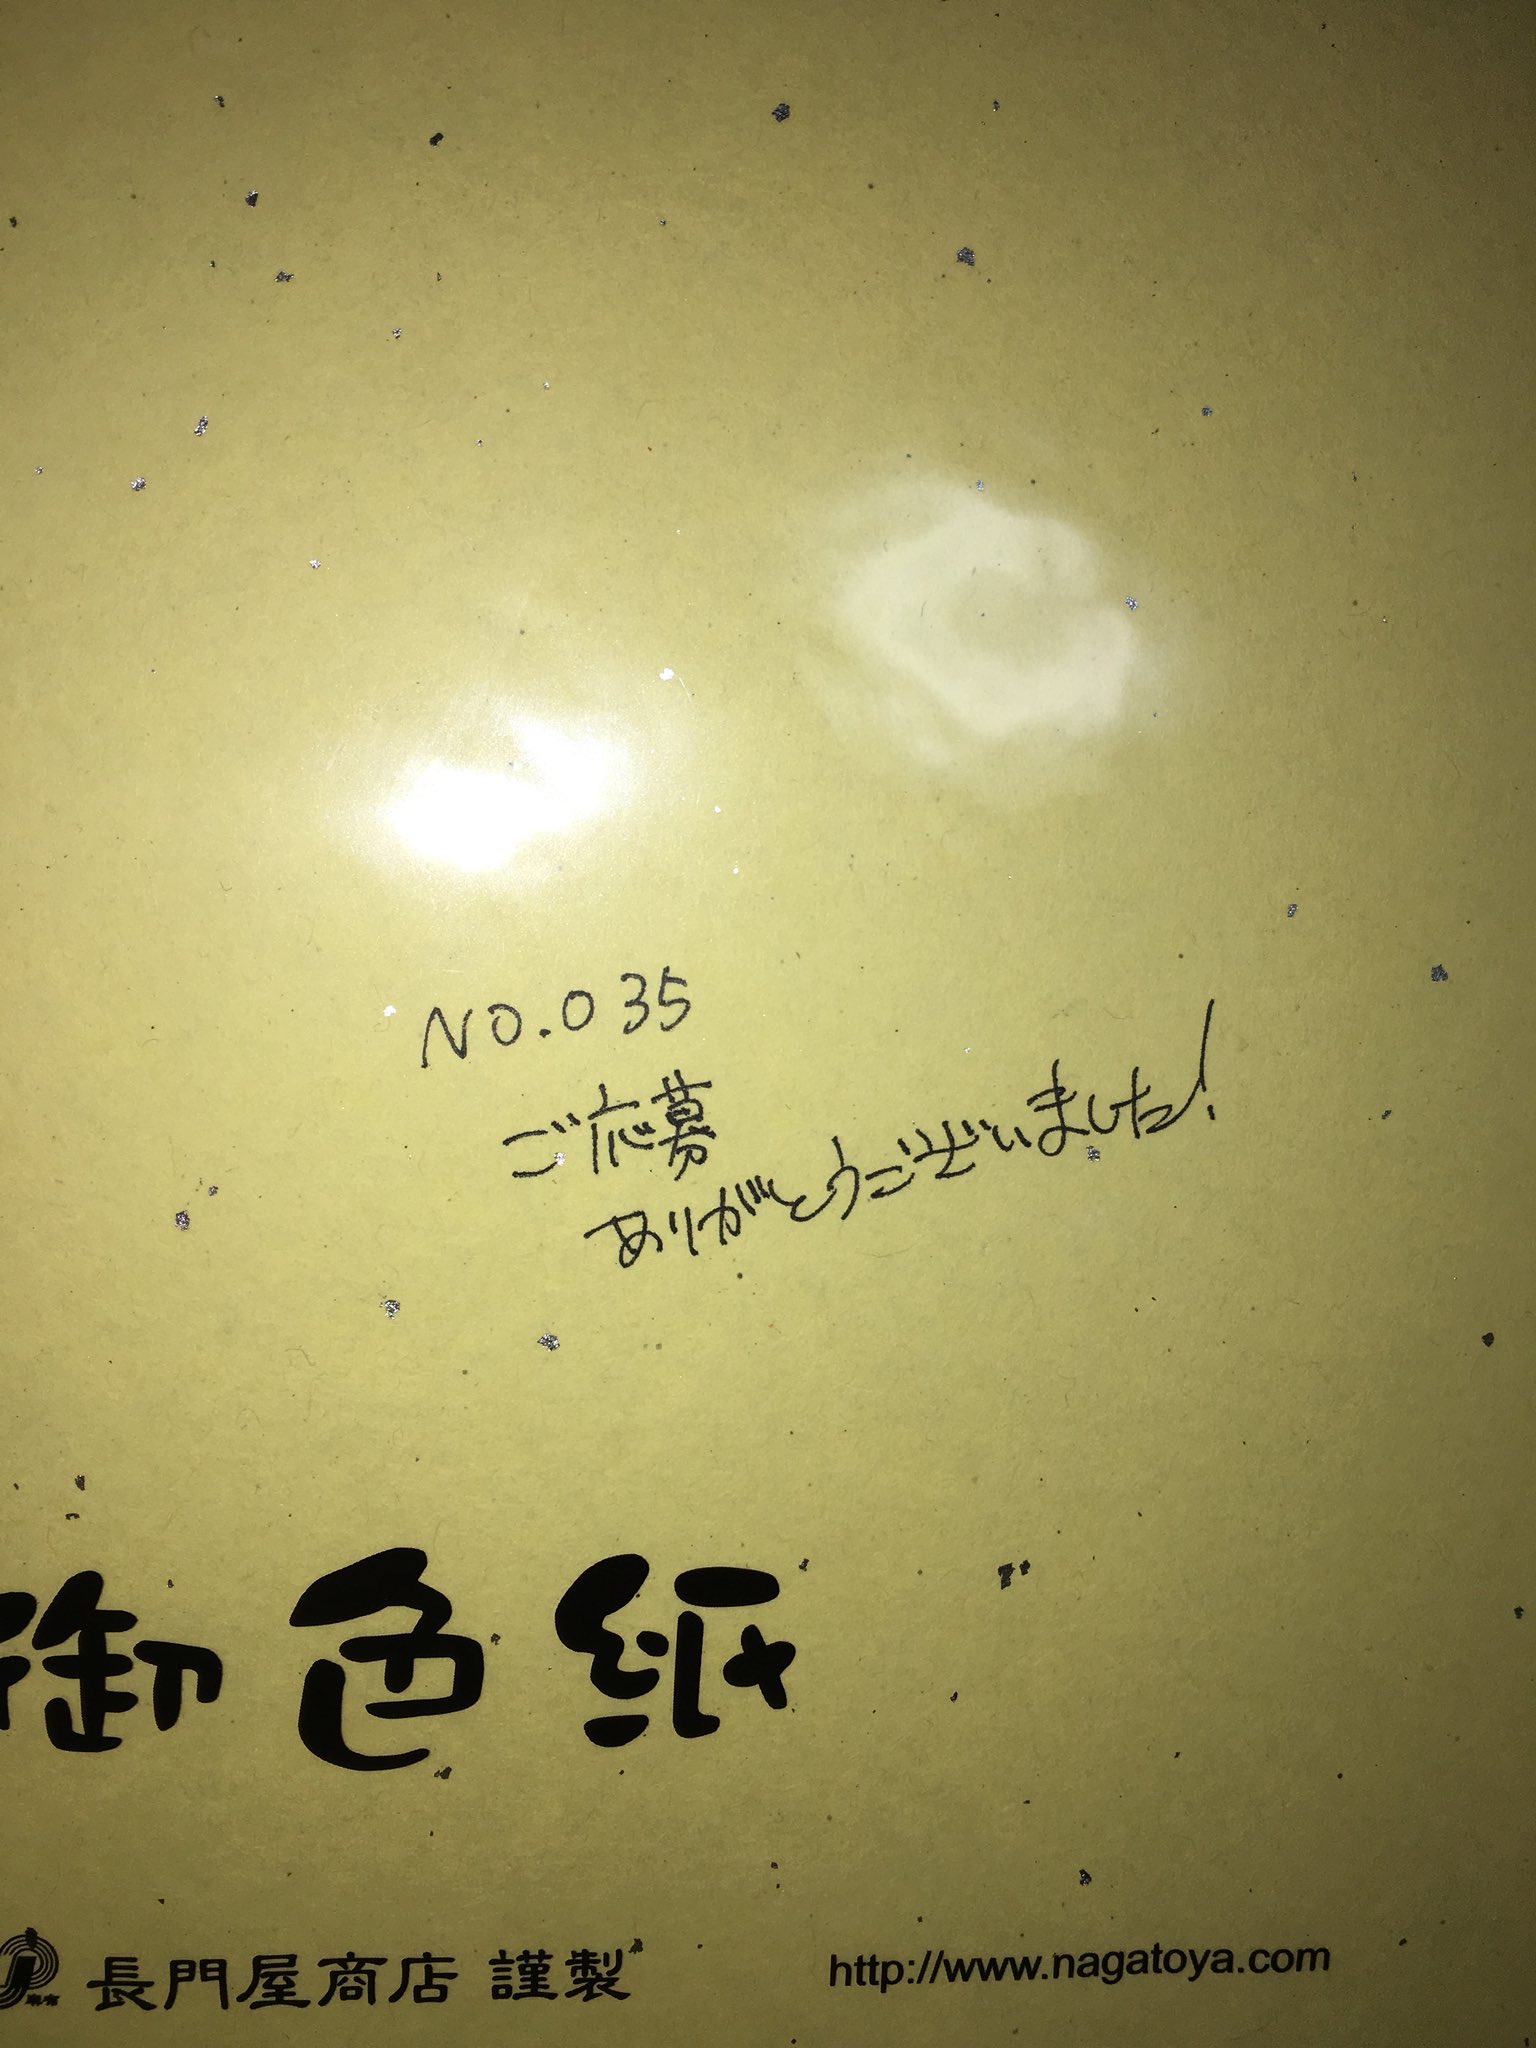 NO.035
ご応募
ありがとうございました!
御色紙
長門屋商店 謹製
http://www.nagatoya.com